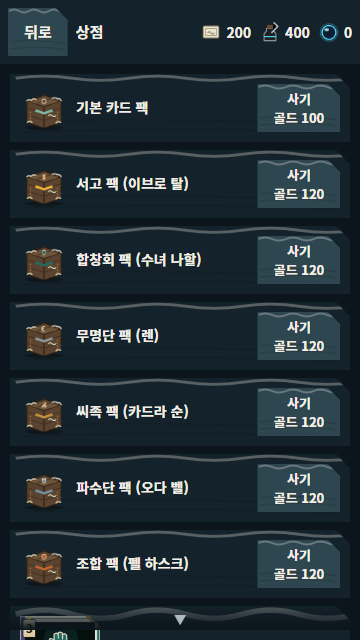 뒤로
상점
200
400
0
기본 카드 팩
사기
골드 100
서고 팩 (이브로 탈)
사기
골드 120
합창회 팩 (수녀 나할)
사기
골드 120
무명단 팩 (렌)
사기
골드 120
씨족 팩 (카드라 순)
사기
골드 120
파수단 팩 (오다 벨)
사기
골드 120
조합 팩 (펠 하스크)
사기
골드 120